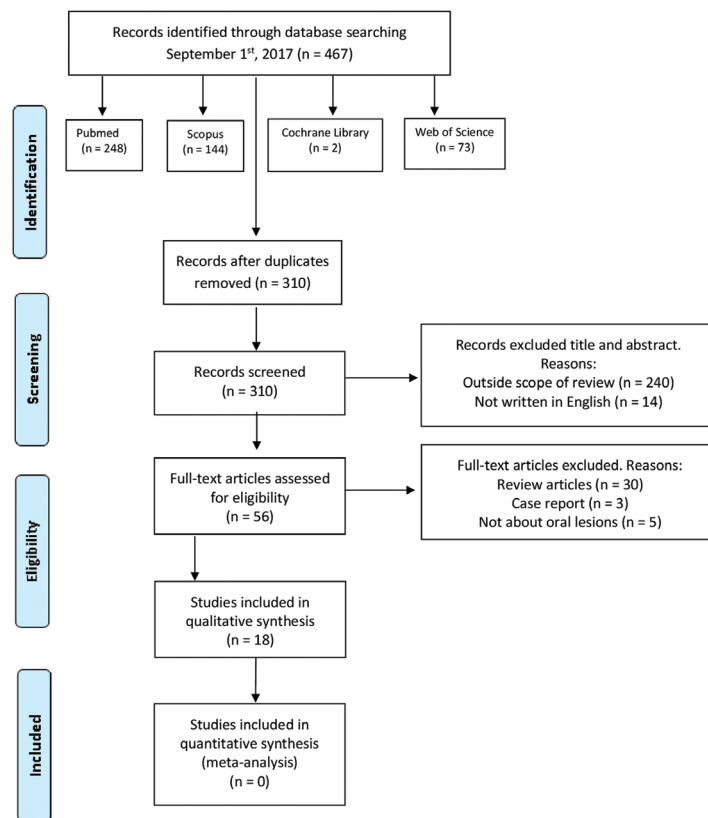 Records identified through database searching
September 1st, 2017 (n = 467)
Identification
Pubmed
(n = 248)
Scopus
(n = 144)
Cochrane Library
(n = 2)
Web of Science
(n = 73)
Records after duplicates
removed (n = 310)
Screening
Records screened
(n = 310)
Records excluded title and abstract.
Reasons:
Outside scope of review (n = 240)
Not written in English (n = 14)
Eligibility
Full-text articles assessed
for eligibility
(n = 56)
Full-text articles excluded. Reasons:
Review articles (n = 30)
Case report (n = 3)
Not about oral lesions (n = 5)
Studies included in
qualitative synthesis
(n = 18)
Included
Studies included in
quantitative synthesis
(meta-analysis)
(n = 0)